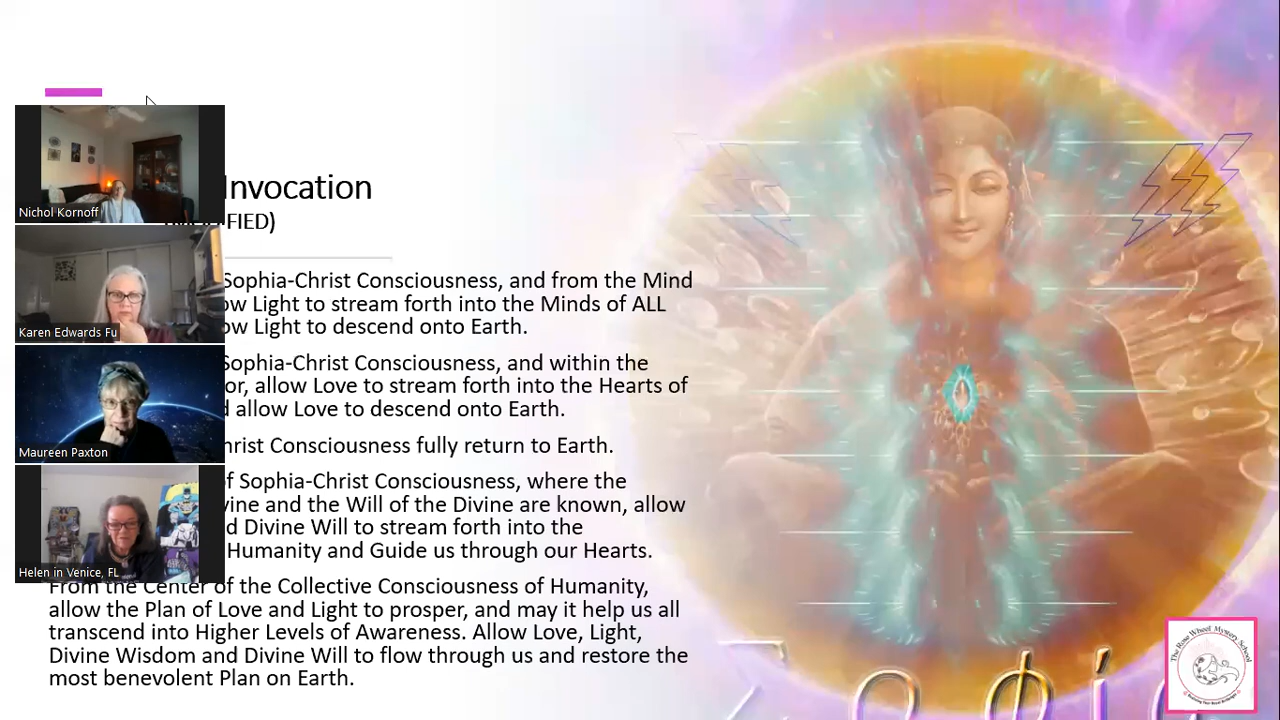 Invocation
Sophia-Christ Consciousness, and from the Mind
Light to stream forth into the Minds of ALL
Light to descend onto Earth.
Sophia-Christ Consciousness, and within the
allow Love to stream forth into the Hearts of
allow Love to descend onto Earth.
Consciousness fully return to Earth.
of Sophia-Christ Consciousness, where the
and the Will of the Divine are known, allow
Divine Will to stream forth into the
Humanity and Guide us through our Hearts.
From the Center of the Collective Consciousness of Humanity,
allow the Plan of Love and Light to prosper, and may it help us all
transcend into Higher Levels of Awareness. Allow Love, Light,
Divine Wisdom and Divine Will to flow through us and restore the
most benevolent Plan on Earth.
Nichol Kornoff
Karen Edwards Fu
Maureen Paxton
Helen in Venice, FL
The Rose Wheel Mystery School